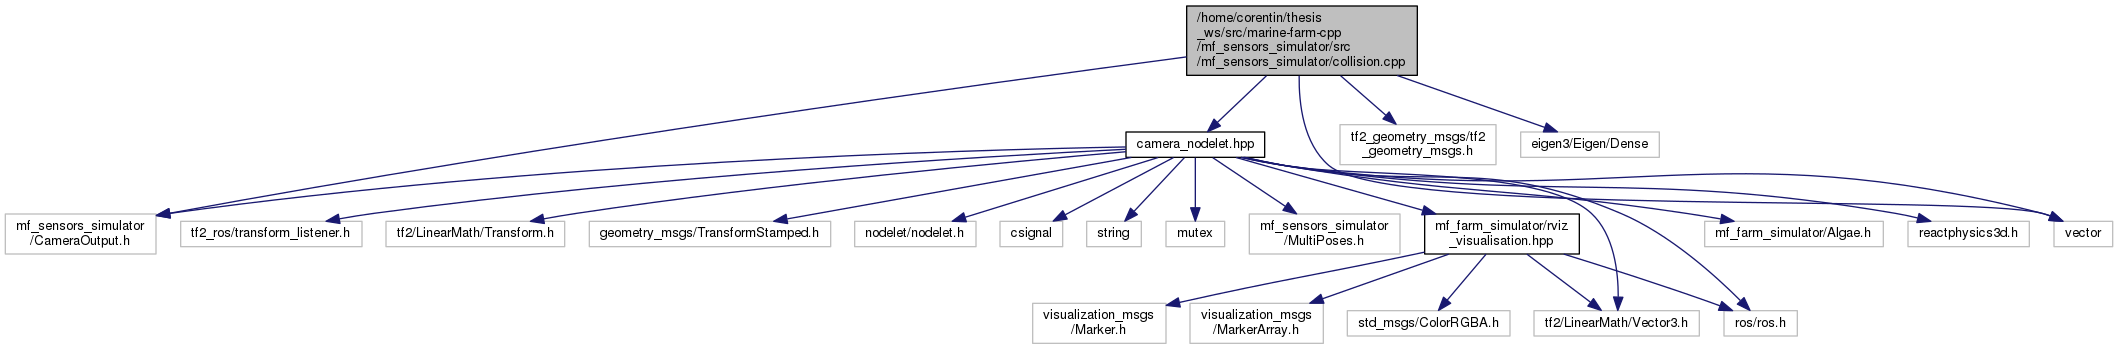 /home/corentin/thesis
_ws/src/marine-farm-cpp
/mf_sensors_simulator/src
/mf_sensors_simulator/collision.cpp
camera_nodelet.hpp
tf2_geometry_msgs/tf2
_geometry_msgs.h
eigen3/Eigen/Dense
mf_sensors_simulator
/CameraOutput.h
tf2_ros/transform_listener.h
tf2/LinearMath/Transform.h
geometry_msgs/TransformStamped.h
nodelet/nodelet.h
csignal
string
mutex
mf_sensors_simulator
/MultiPoses.h
mf_farm_simulator/rviz
_visualisation.hpp
mf_farm_simulator/Algae.h
reactphysics3d.h
vector
visualization_msgs
/Marker.h
visualization_msgs
/MarkerArray.h
std_msgs/ColorRGBA.h
tf2/LinearMath/Vector3.h
ros/ros.h